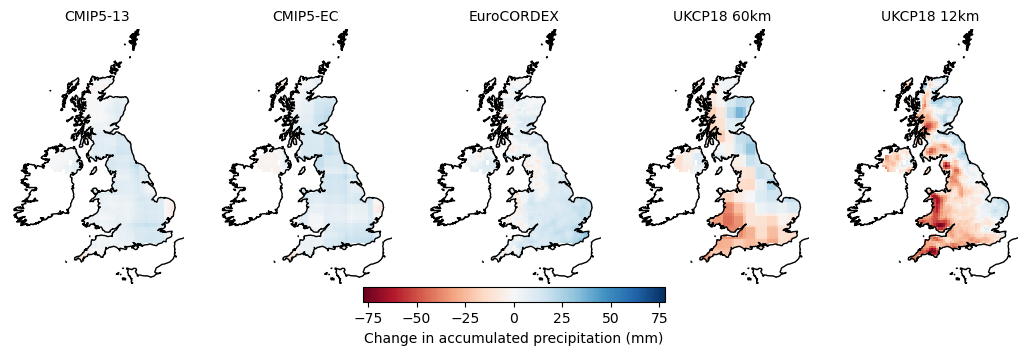 CMIP5-13 CMIP5-EC EuroCORDEX UKCP18 60km UKCP18 12km
−75 −50 −25 0 25 50 75
Change in accumulated precipitation (mm)